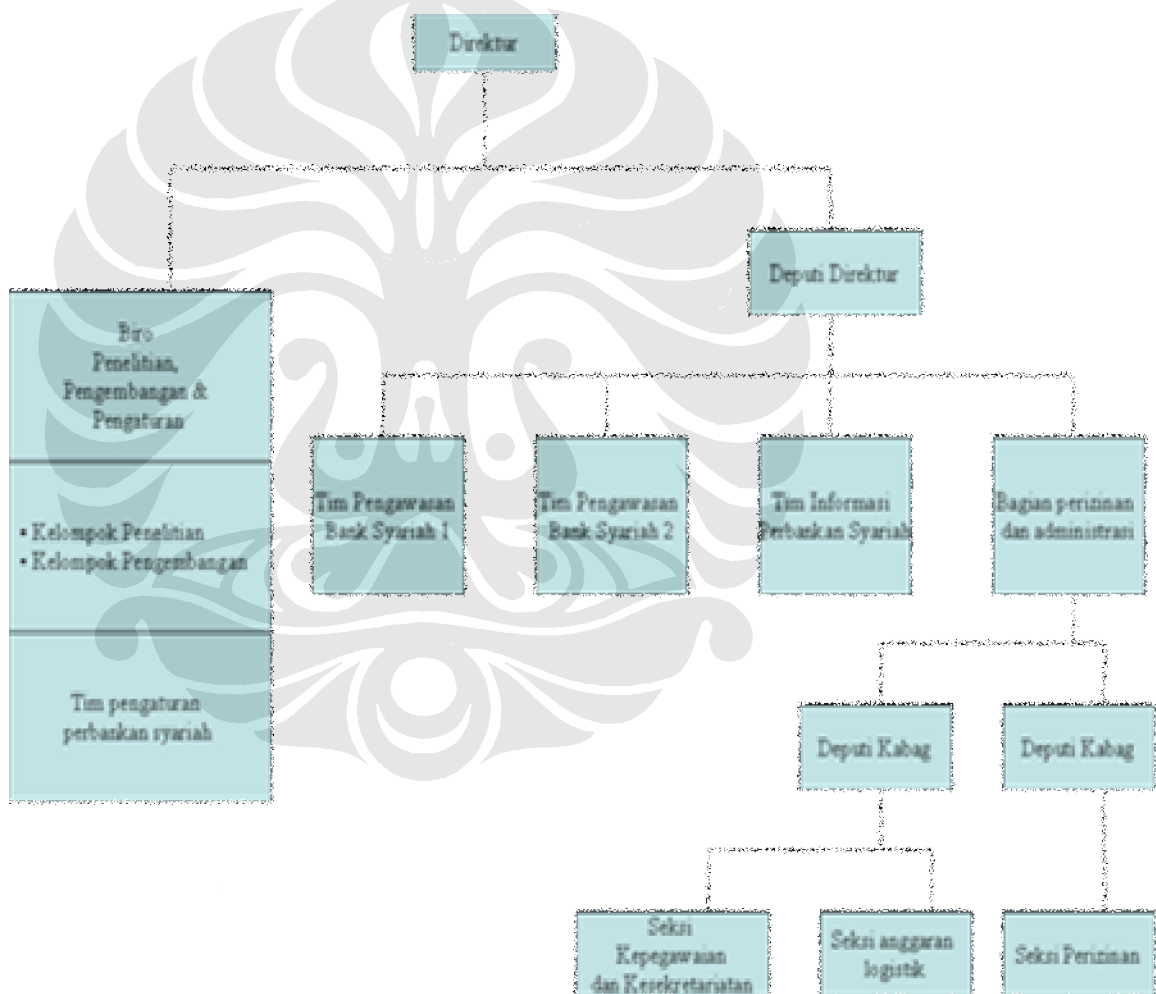 Direktur
Deputi Direktur
Biro
Penelitian,
Pengembangan &
Pengaturan
• Kelompok Penelitian
• Kelompok Pengembangan
Tim pengaturan
perbankan syariah
Tim Pengawasan
Bank Syariah 1
Tim Pengawasan
Bank Syariah 2
Tim Informasi
Perbankan Syariah
Bagian perizinan
dan administrasi
Deputi Kabag
Deputi Kabag
Seksi
Kepegawaian
dan Kesekretariatan
Seksi anggaran
logistik
Seksi Perizinan